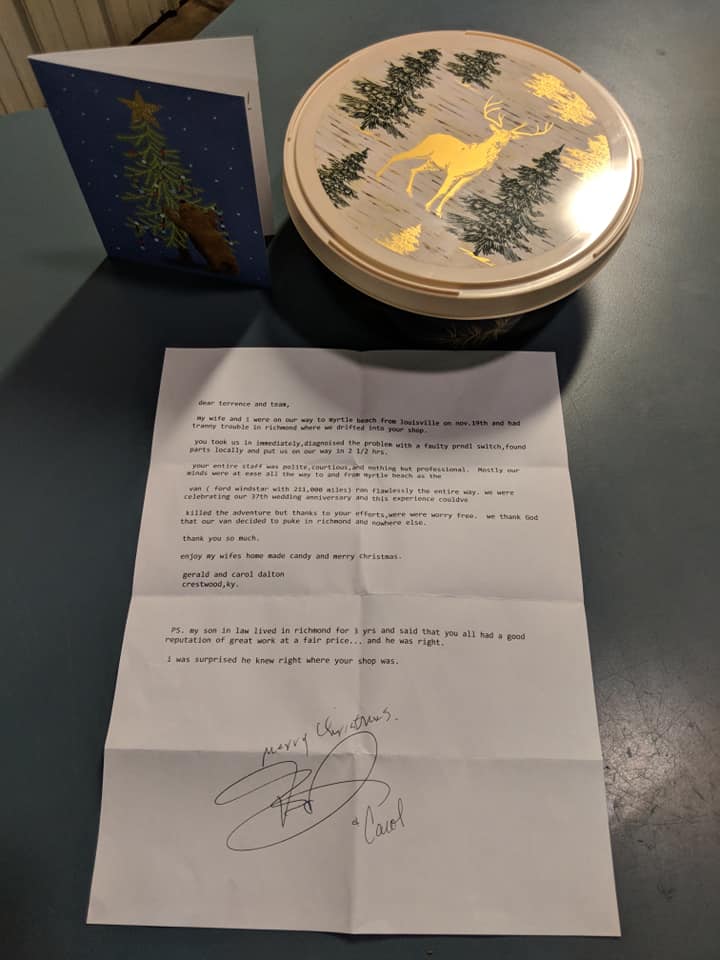 dear terrence and team,
my wife and i were on our way to myrtle beach from louisville on nov.19th and had
tranny trouble in richmond where we drifted into your shop.
you took us in immediately,diagnoised the problem with a faulty prndl switch,found
parts locally and put us on our way in 2 1/2 hrs.
your entire staff was polite,courtious,and nothing but professional. Mostly our
minds were at ease all the way to and from myrtle beach as the
van ( ford windstar with 211,000 miles) ran flawlessly the entire way. we were
celebrating our 37th wedding anniversary and this experience couldve
killed the adventure but thanks to your efforts,were were worry free. we thank God
that our van decided to puke in richmond and nowhere else.
thank you so much.
enjoy my wifes home made candy and merry Christmas.
gerald and carol dalton
crestwood,ky.
PS. my son in law lived in richmond for 3 yrs and said that you all had a good
reputation of great work at a fair price... and he was right.
i was surprised he knew right where your shop was.
merry Christmas.
& Carol